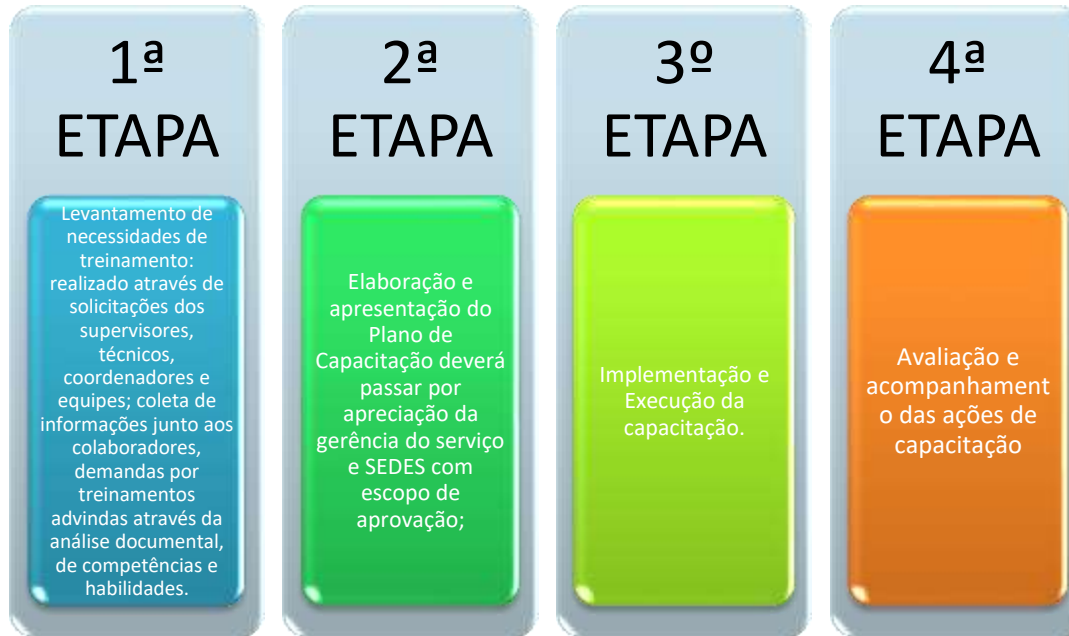 1ª
ETAPA
Levantamento de
necessidades de
treinamento:
realizado através de
solicitações dos
supervisores,
técnicos,
coordenadores e
equipes; coleta de
informações junto aos
colaboradores,
demandas por
treinamentos
advindas através da
análise documental,
de competências e
habilidades.
2ª
ETAPA
Elaboração e
apresentação do
Plano de
Capacitação deverá
passar por
apreciação da
gerência do serviço
e SEDES com
escopo de
aprovação;
3º
ETAPA
Implementação e
Execução da
capacitação.
4ª
ETAPA
Avaliação e
acompanhament
o das ações de
capacitação